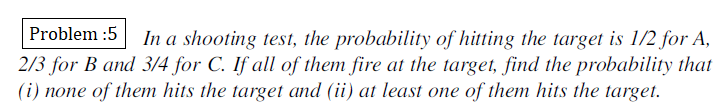 Problem :5 In a shooting test, the probability of hitting the target is 1/2 for A,
2/3 for B and 3/4 for C. If all of them fire at the target, find the probability that
(i) none of them hits the target and (ii) at least one of them hits the target.